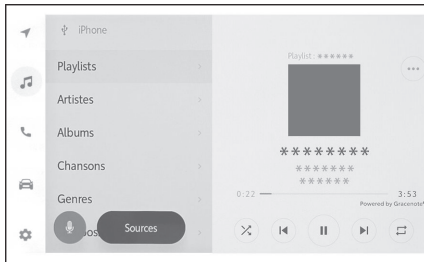 iPhone
Playlists
Artistes
Albums
Chansons
Genres
Sources
Playlist : ******
********
*******
******
0:22
3:53
Powered by Gracenote®